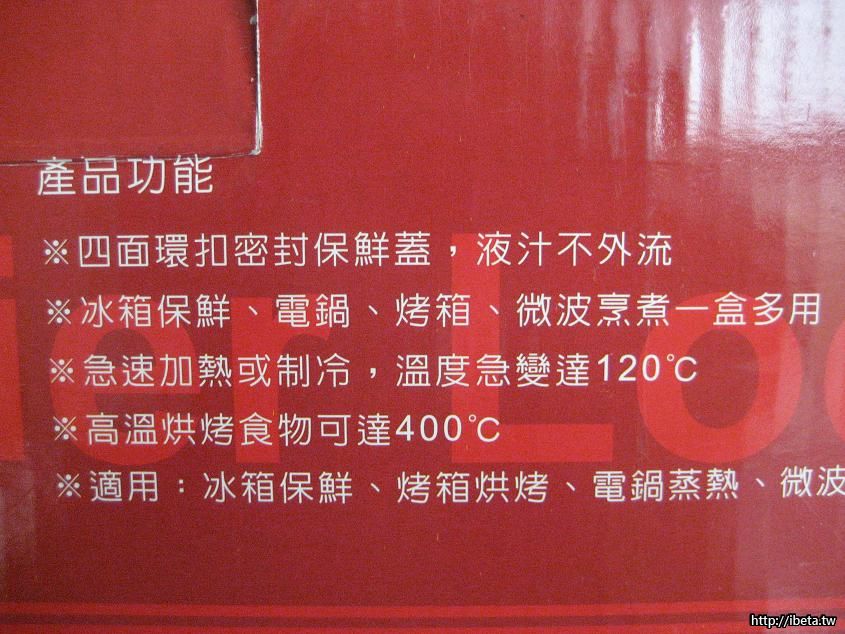 產品功能
※四面環扣密封保鮮蓋，液汁不外流
※冰箱保鮮、電鍋、烤箱、微波烹煮一盒多用
※急速加熱或制冷，溫度急變達120℃
※高溫烘烤食物可達400℃
※適用：冰箱保鮮、烤箱烘烤、電鍋蒸熱、微波
ier Loc
http://ibeta.tw